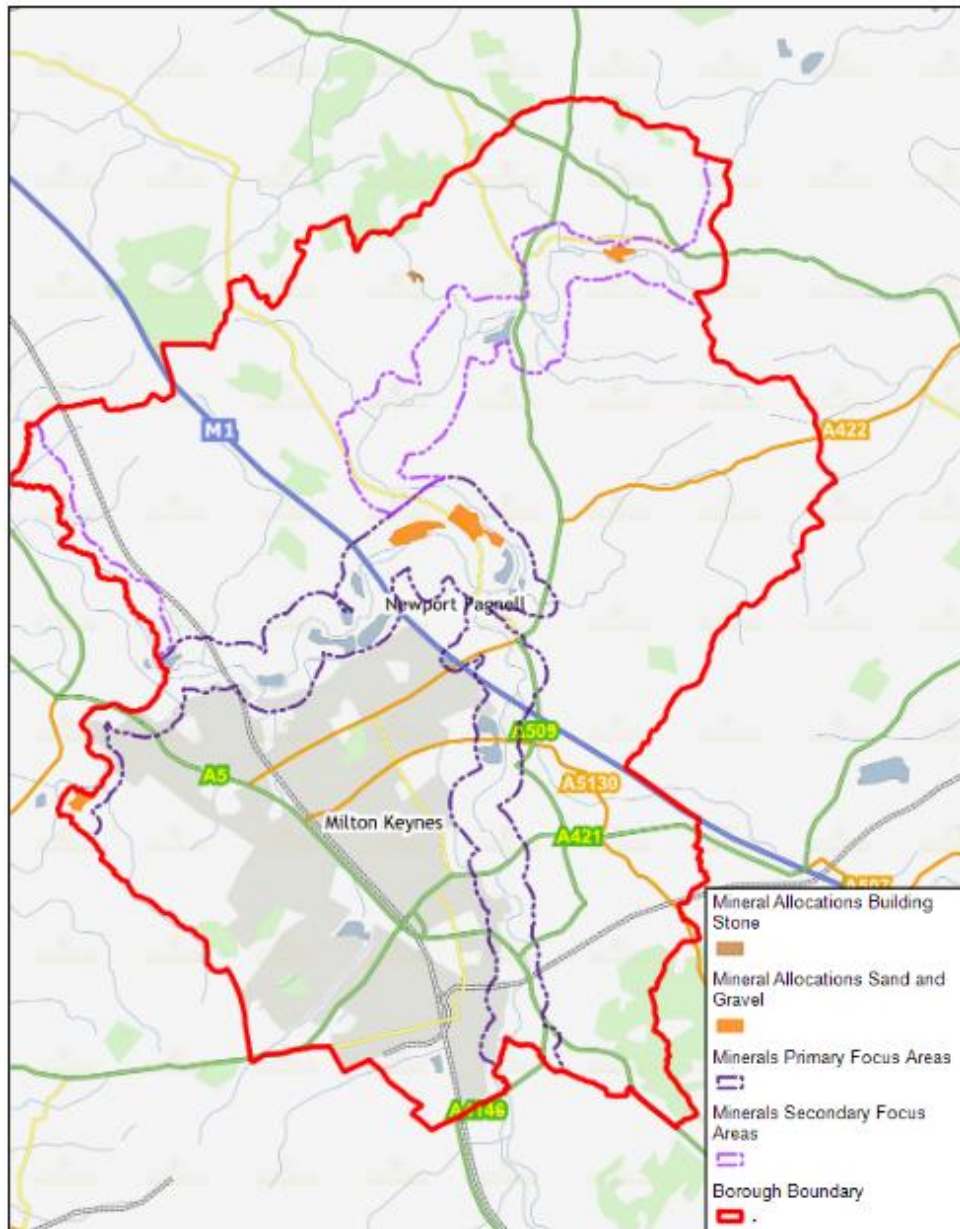 M1
A422
Newport Pagnell
A509
A5
A5130
Milton Keynes
A421
A507
A4146
Mineral Allocations Building
Stone
Mineral Allocations Sand and
Gravel
Minerals Primary Focus Areas
Minerals Secondary Focus
Areas
Borough Boundary